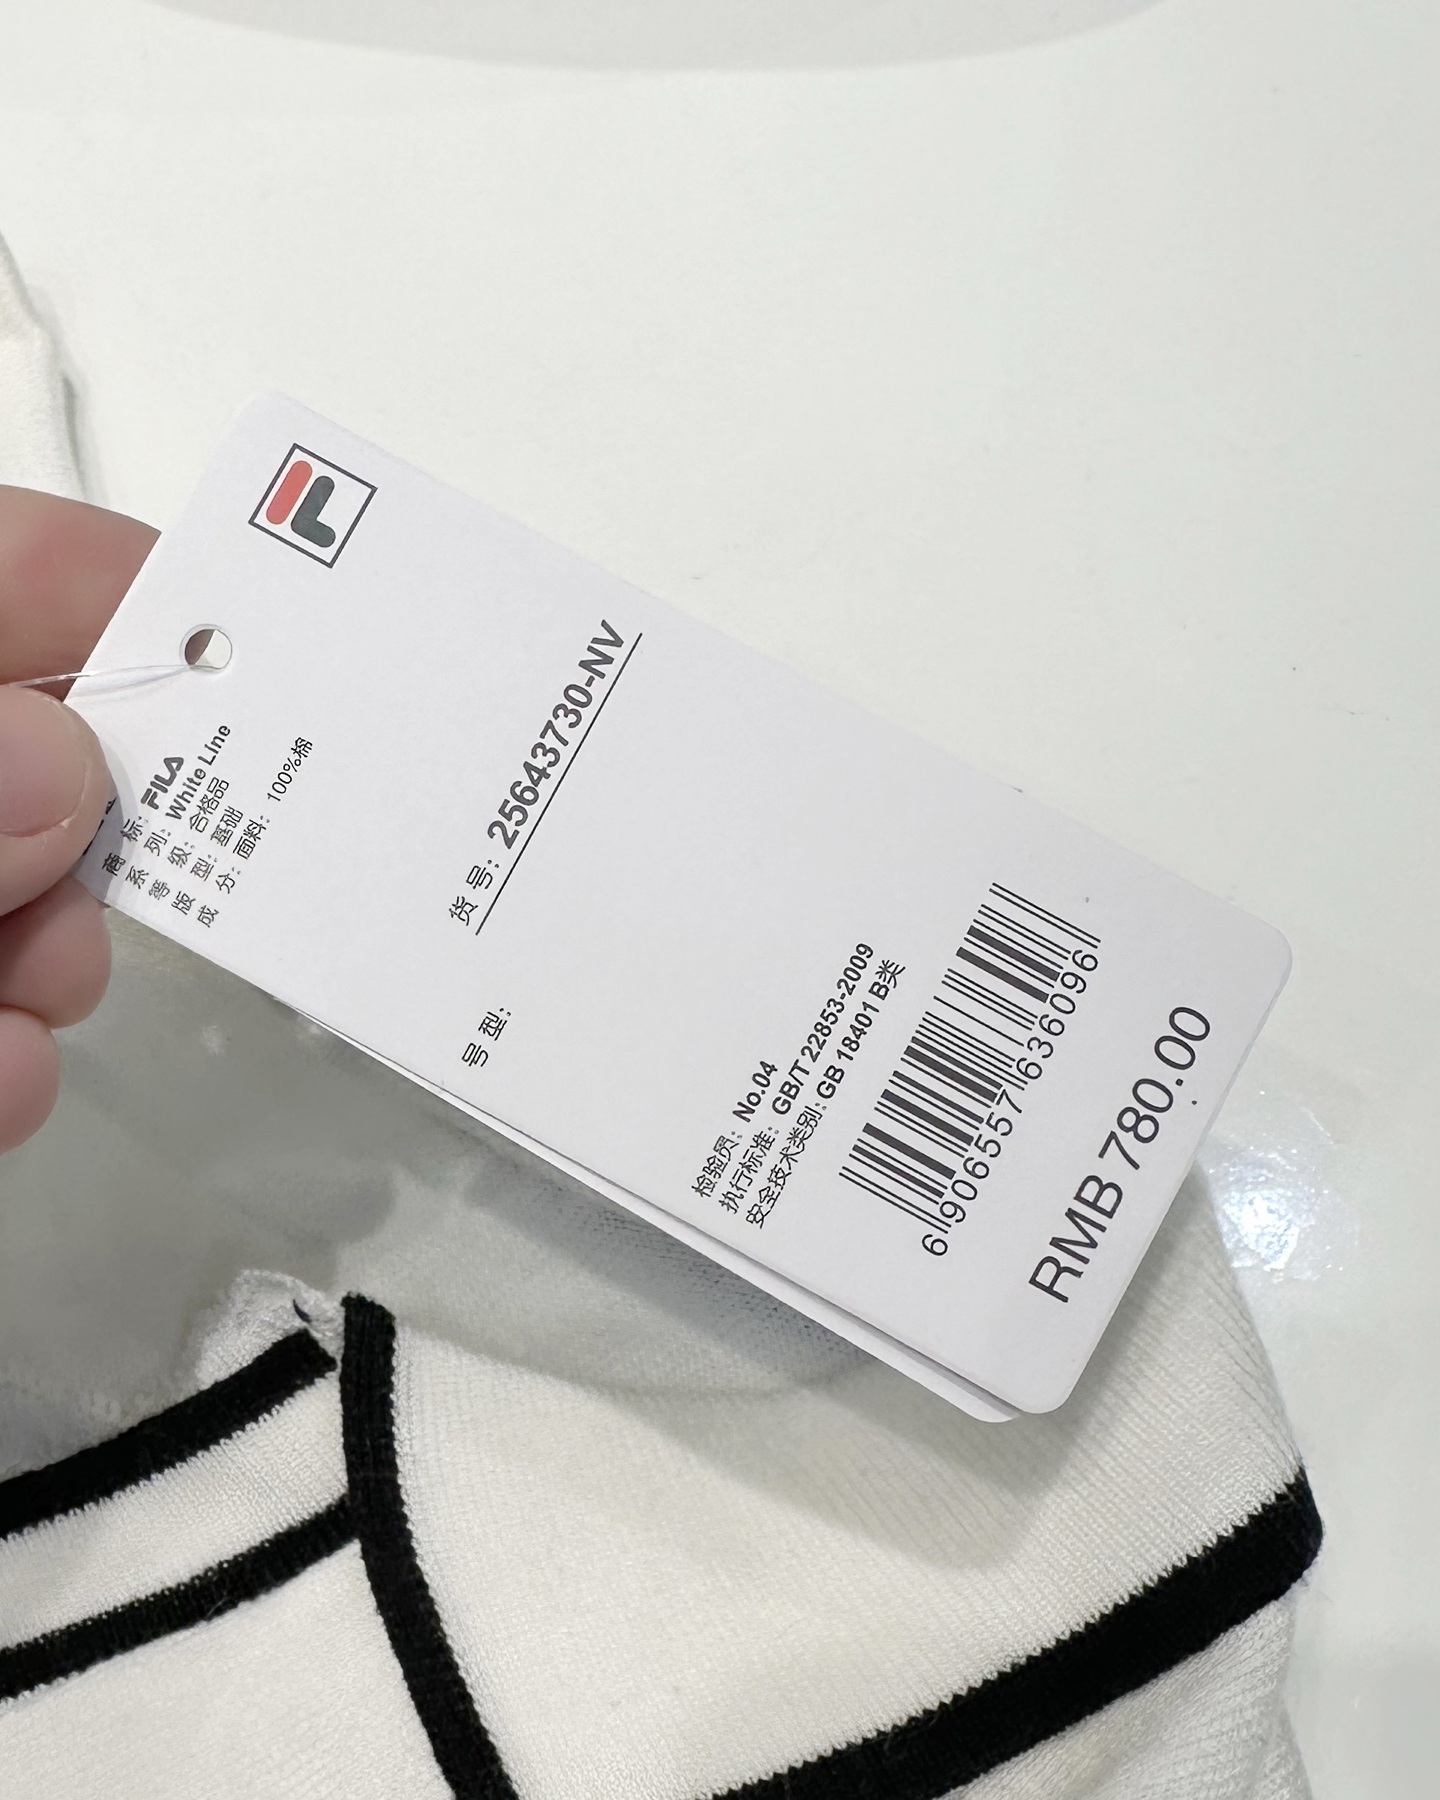 商 标: FILA
系 列: White Line
等 级: 合格品
版 型: 基础
成 分: 面料: 100%棉
货 号: 25643730-NV
号 型:
检验员: No.04
执行标准: GB/T 22853-2009
安全技术类别: GB 18401 B类
6 906557 636096
RMB 780.00